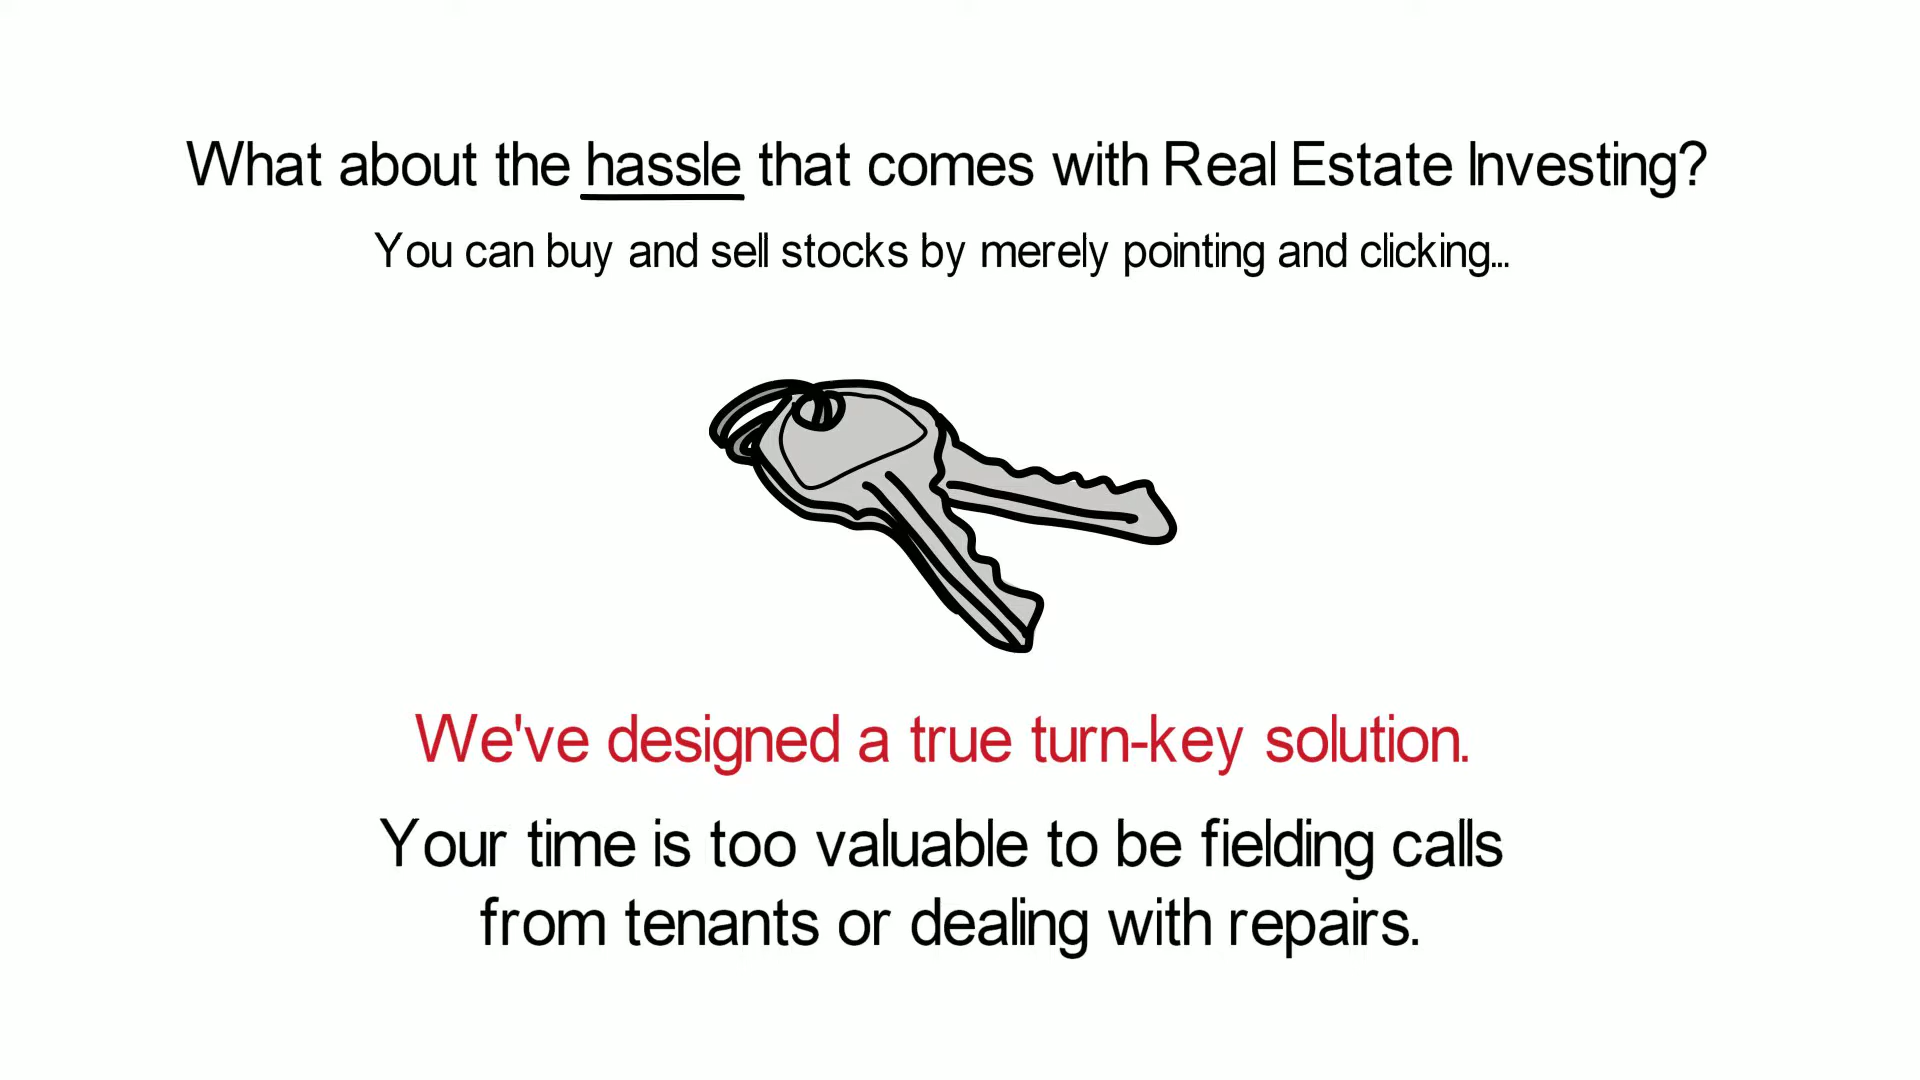 What about the hassle that comes with Real Estate Investing?
You can buy and sell stocks by merely pointing and clicking...
We've designed a true turn-key solution.
Your time is too valuable to be fielding calls
from tenants or dealing with repairs.